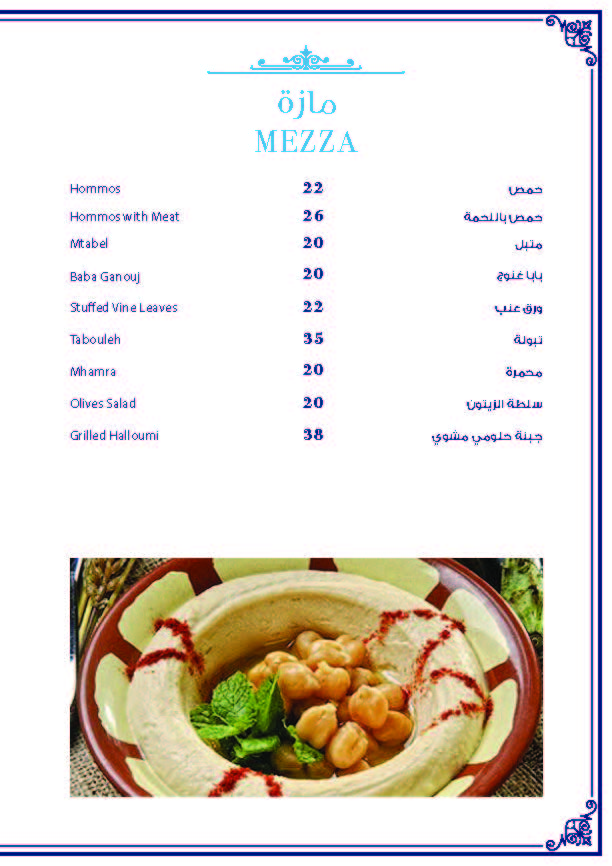 مازة
MEZZA
Hommos 22 حمص
Hommos with Meat 26 حمص باللحمة
Mtabel 20 متبل
Baba Ganouj 20 بابا غنوج
Stuffed Vine Leaves 22 ورق عنب
Tabouleh 35 تبولة
Mhamra 20 محمرة
Olives Salad 20 سلطة الزيتون
Grilled Halloumi 38 جبنة حلومي مشوي